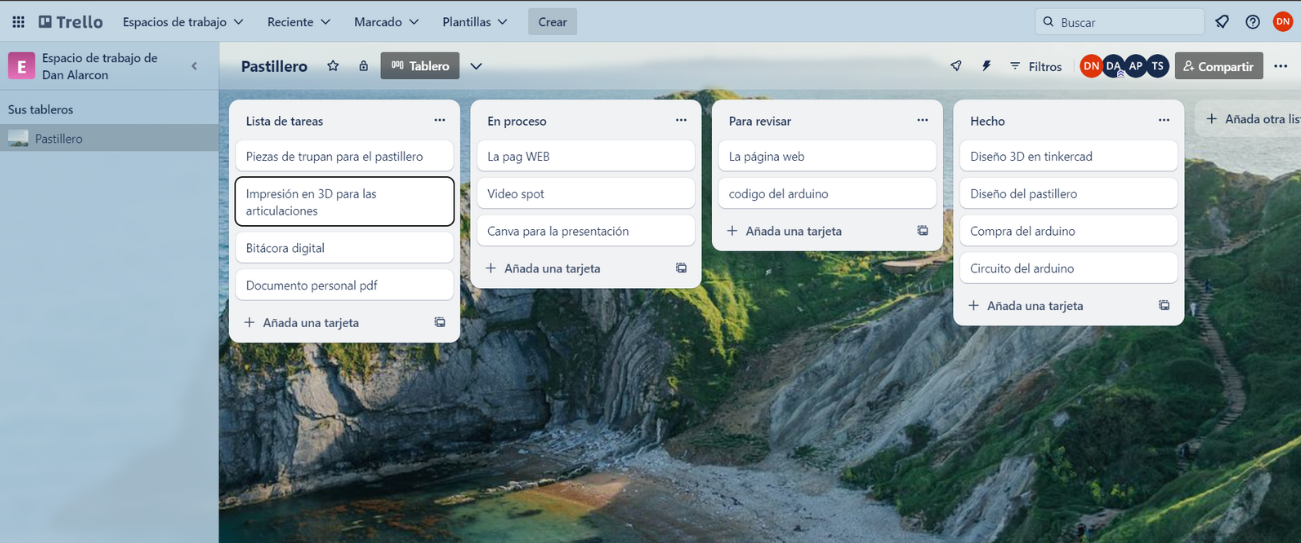 Trello
Espacios de trabajo
Reciente
Marcado
Plantillas
Crear
Buscar
DN
E
Espacio de trabajo de
Dan Alarcon
Sus tableros
Pastillero
Pastillero
Tablero
Filtros
DN
DA
AP
TS
Compartir
Lista de tareas
Piezas de trupan para el pastillero
Impresión en 3D para las
articulaciones
Bitácora digital
Documento personal pdf
+ Añada una tarjeta
En proceso
La pag WEB
Video spot
Canva para la presentación
+ Añada una tarjeta
Para revisar
La página web
codigo del arduino
+ Añada una tarjeta
Hecho
Diseño 3D en tinkercad
Diseño del pastillero
Compra del arduino
Circuito del arduino
+ Añada una tarjeta
+ Añada otra lis